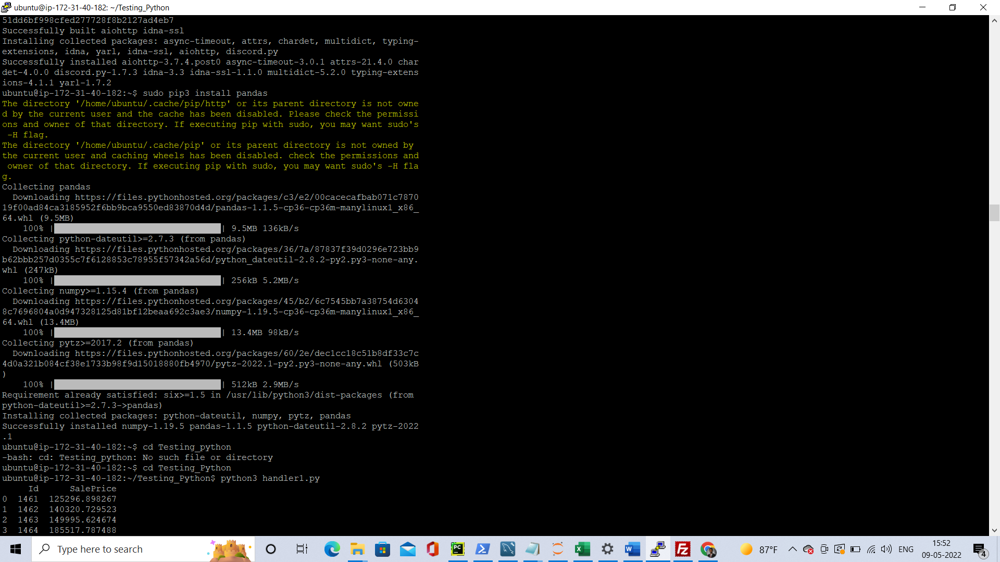 ubuntu@ip-172-31-40-182: ~/Testing_Python
51dd6bf998cfed277728f8b2127ad4eb7
Successfully built aiohttp idna-ssl
Installing collected packages: async-timeout, attrs, chardet, multidict, typing-
extensions, idna, yarl, idna-ssl, aiohttp, discord.py
Successfully installed aiohttp-3.7.4.post0 async-timeout-3.0.1 attrs-21.4.0 char
det-4.0.0 discord.py-1.7.3 idna-3.3 idna-ssl-1.1.0 multidict-5.2.0 typing-extens
ions-4.1.1 yarl-1.7.2
ubuntu@ip-172-31-40-182:~$ sudo pip3 install pandas
The directory '/home/ubuntu/.cache/pip/http' or its parent directory is not owne
d by the current user and the cache has been disabled. Please check the permissi
ons and owner of that directory. If executing pip with sudo, you may want sudo's
 -H flag.
The directory '/home/ubuntu/.cache/pip' or its parent directory is not owned by
the current user and caching wheels has been disabled. check the permissions and
 owner of that directory. If executing pip with sudo, you may want sudo's -H fla
g.
Collecting pandas
  Downloading https://files.pythonhosted.org/packages/c3/e2/00cacecafbab071c7870
19f00ad84ca3185952f6bb9bca9550ed83870d4d/pandas-1.1.5-cp36-cp36m-manylinux1_x86_
64.whl (9.5MB)
    100% | | 9.5MB 136kB/s
Collecting python-dateutil>=2.7.3 (from pandas)
  Downloading https://files.pythonhosted.org/packages/36/7a/87837f39d0296e723bb9
b62bbb257d0355c7f6128853c78955f57342a56d/python_dateutil-2.8.2-py2.py3-none-any.
whl (247kB)
    100% | | 256kB 5.2MB/s
Collecting numpy>=1.15.4 (from pandas)
  Downloading https://files.pythonhosted.org/packages/45/b2/6c7545bb7a38754d6304
8c7696804a0d947328125d81bf12beaa692c3ae3/numpy-1.19.5-cp36-cp36m-manylinux1_x86_
64.whl (13.4MB)
    100% | | 13.4MB 98kB/s
Collecting pytz>=2017.2 (from pandas)
  Downloading https://files.pythonhosted.org/packages/60/2e/dec1cc18c51b8df33c7c
4d0a321b084cf38e1733b98f9d15018880fb4970/pytz-2022.1-py2.py3-none-any.whl (503kB
)
    100% | | 512kB 2.9MB/s
Requirement already satisfied: six>=1.5 in /usr/lib/python3/dist-packages (from
python-dateutil>=2.7.3->pandas)
Installing collected packages: python-dateutil, numpy, pytz, pandas
Successfully installed numpy-1.19.5 pandas-1.1.5 python-dateutil-2.8.2 pytz-2022
.1
ubuntu@ip-172-31-40-182:~$ cd Testing_python
-bash: cd: Testing_python: No such file or directory
ubuntu@ip-172-31-40-182:~$ cd Testing_Python
ubuntu@ip-172-31-40-182:~/Testing_Python$ python3 handler1.py
     Id      SalePrice
0  1461  125296.898267
1  1462  140320.729523
2  1463  149995.624674
3  1464  185517.787488
Type here to search
PC
87°F
ENG
15:52
09-05-2022
4